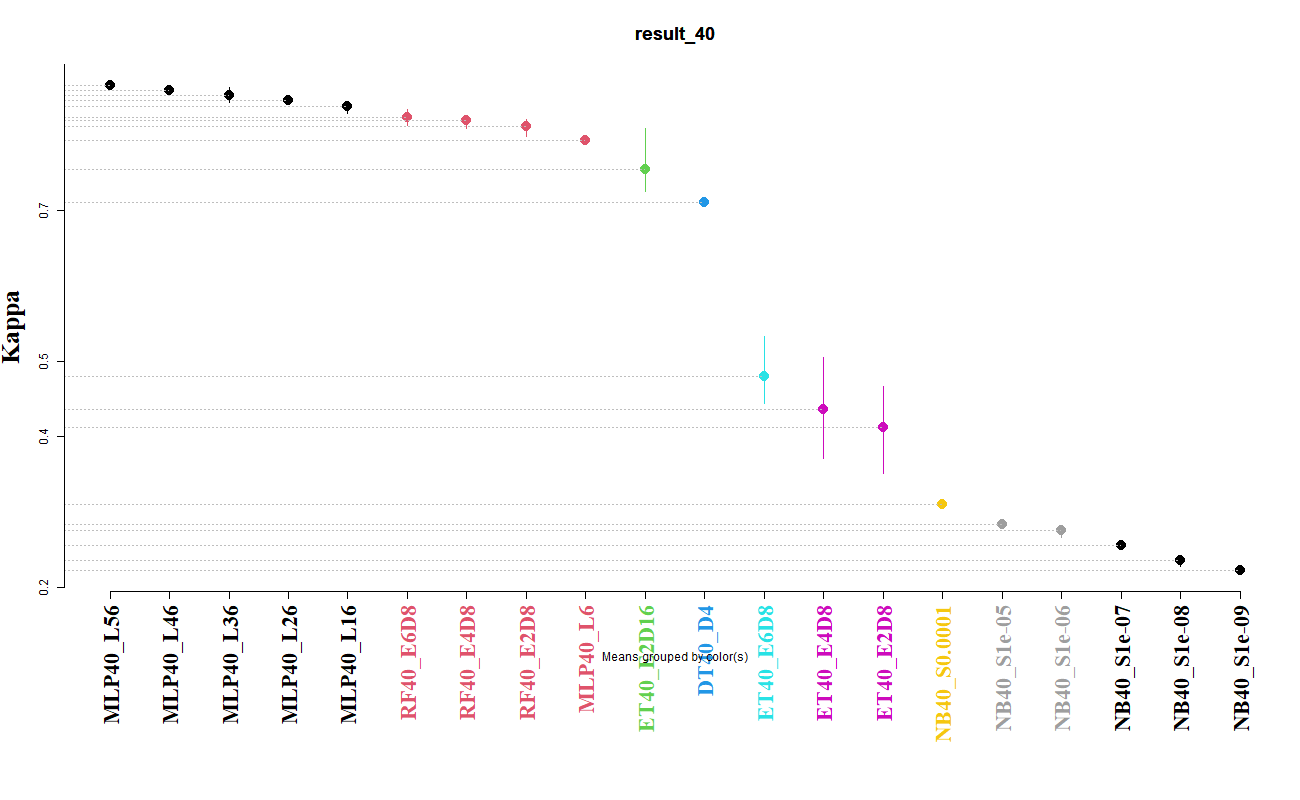 result_40
Kappa
0.7
0.5
0.4
0.2
MLP40_L56
MLP40_L46
MLP40_L36
MLP40_L26
MLP40_L16
RF40_E6D8
RF40_E4D8
RF40_E2D8
MLP40_L6
ET40_E2D16
DT40_D4
ET40_E6D8
ET40_E4D8
ET40_E2D8
NB40_S0.0001
NB40_S1e-05
NB40_S1e-06
NB40_S1e-07
NB40_S1e-08
NB40_S1e-09
Means grouped by color(s)